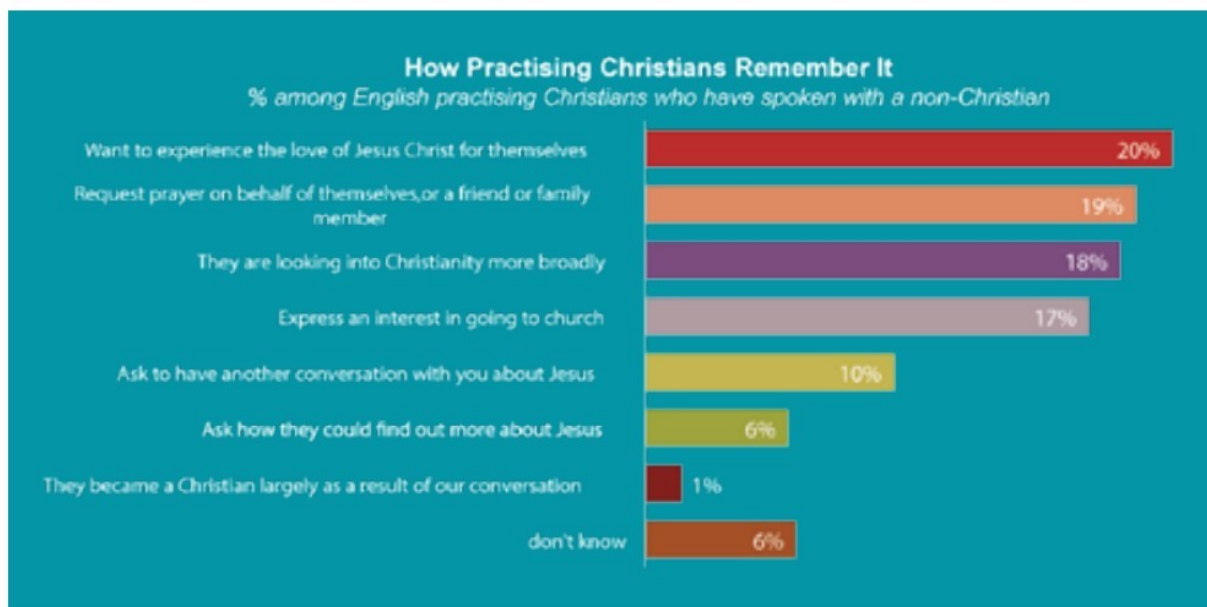 How Practising Christians Remember It
% among English practising Christians who have spoken with a non-Christian
Want to experience the love of Jesus Christ for themselves
20%
Request prayer on behalf of themselves,or a friend or family
member
19%
They are looking into Christianity more broadly
18%
Express an interest in going to church
17%
Ask to have another conversation with you about Jesus
10%
Ask how they could find out more about Jesus
6%
They became a Christian largely as a result of our conversation
1%
don't know
6%